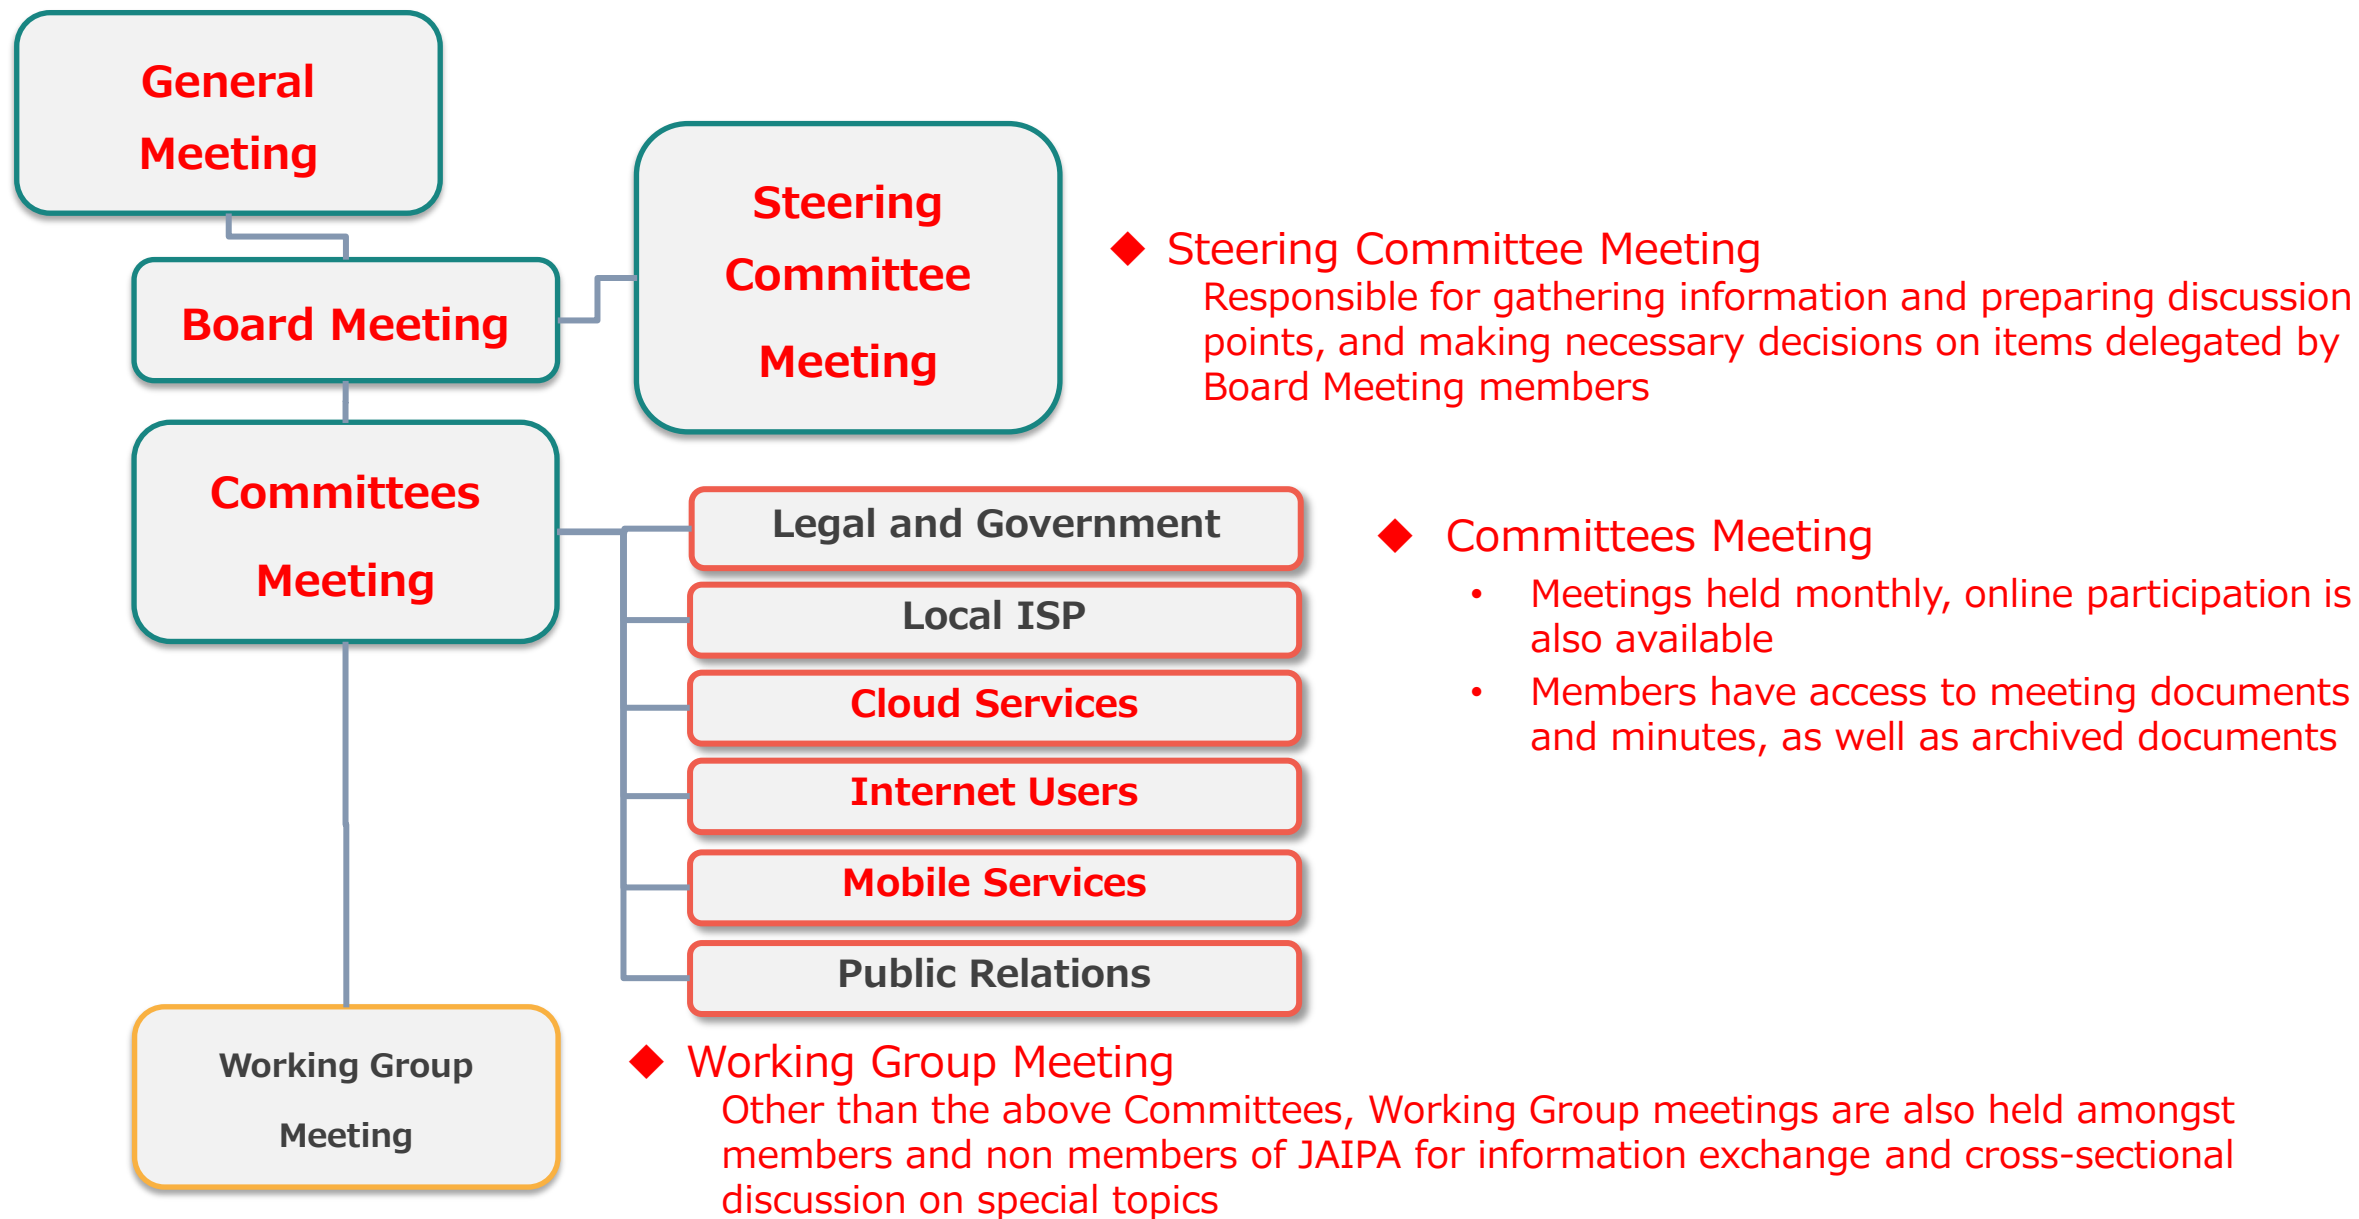 General
Meeting
Steering
Committee
Meeting
Board Meeting
◆ Steering Committee Meeting
Responsible for gathering information and preparing discussion
points, and making necessary decisions on items delegated by
Board Meeting members
Committees
Meeting
Legal and Government
Local ISP
Cloud Services
Internet Users
Mobile Services
Public Relations
◆ Committees Meeting
• Meetings held monthly, online participation is
also available
• Members have access to meeting documents
and minutes, as well as archived documents
Working Group
Meeting
◆ Working Group Meeting
Other than the above Committees, Working Group meetings are also held amongst
members and non members of JAIPA for information exchange and cross-sectional
discussion on special topics